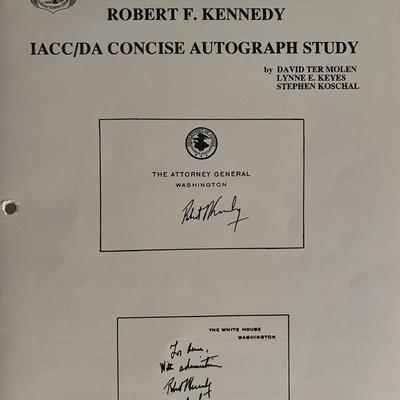 ROBERT F. KENNEDY
IACC/DA CONCISE AUTOGRAPH STUDY
by DAVID TER MOLEN
LYNNE E. KEYES
STEPHEN KOSCHAL
THE ATTORNEY GENERAL
WASHINGTON
Robert Kennedy
THE WHITE HOUSE
WASHINGTON
For
With admiration
Robert Kennedy